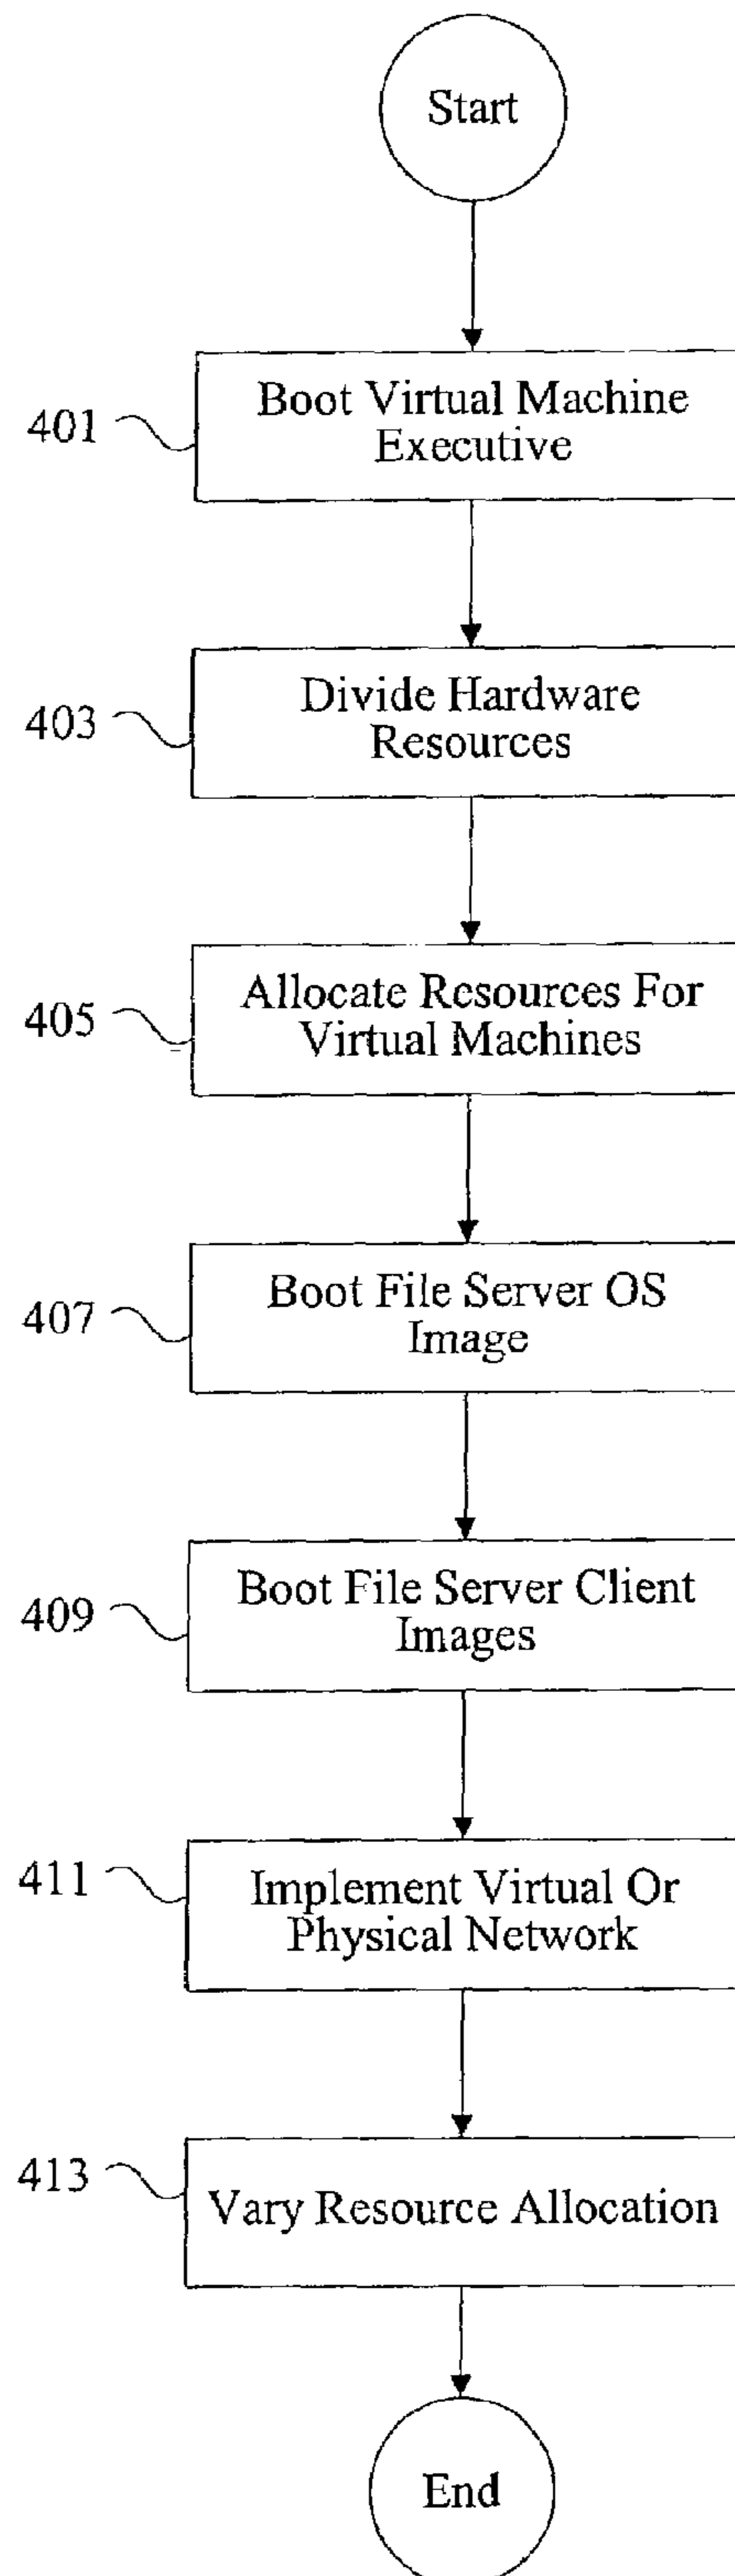 Start
401
Boot Virtual Machine
Executive
403
Divide Hardware
Resources
405
Allocate Resources For
Virtual Machines
407
Boot File Server OS
Image
409
Boot File Server Client
Images
411
Implement Virtual Or
Physical Network
413
Vary Resource Allocation
End